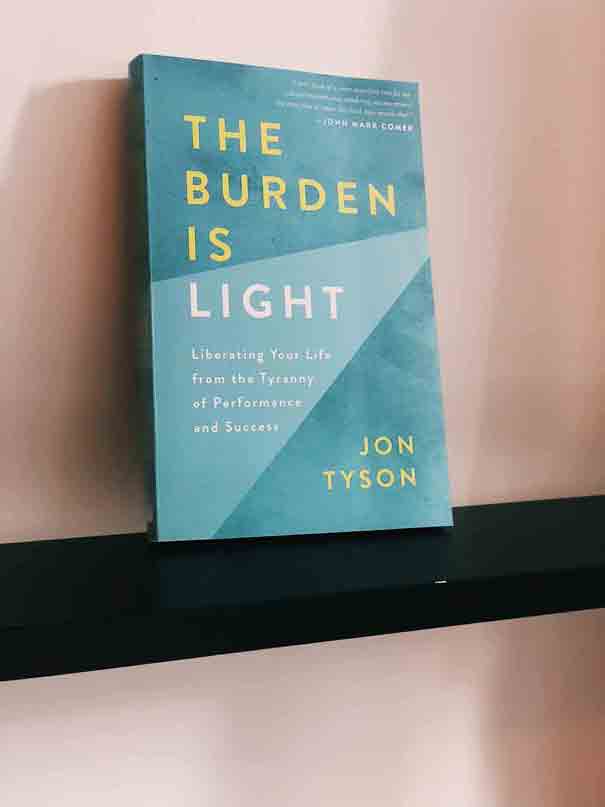 —JOHN MARK COMER
THE
BURDEN
IS
LIGHT
Liberating Your Life
from the Tyranny
of Performance
and Success
JON
TYSON